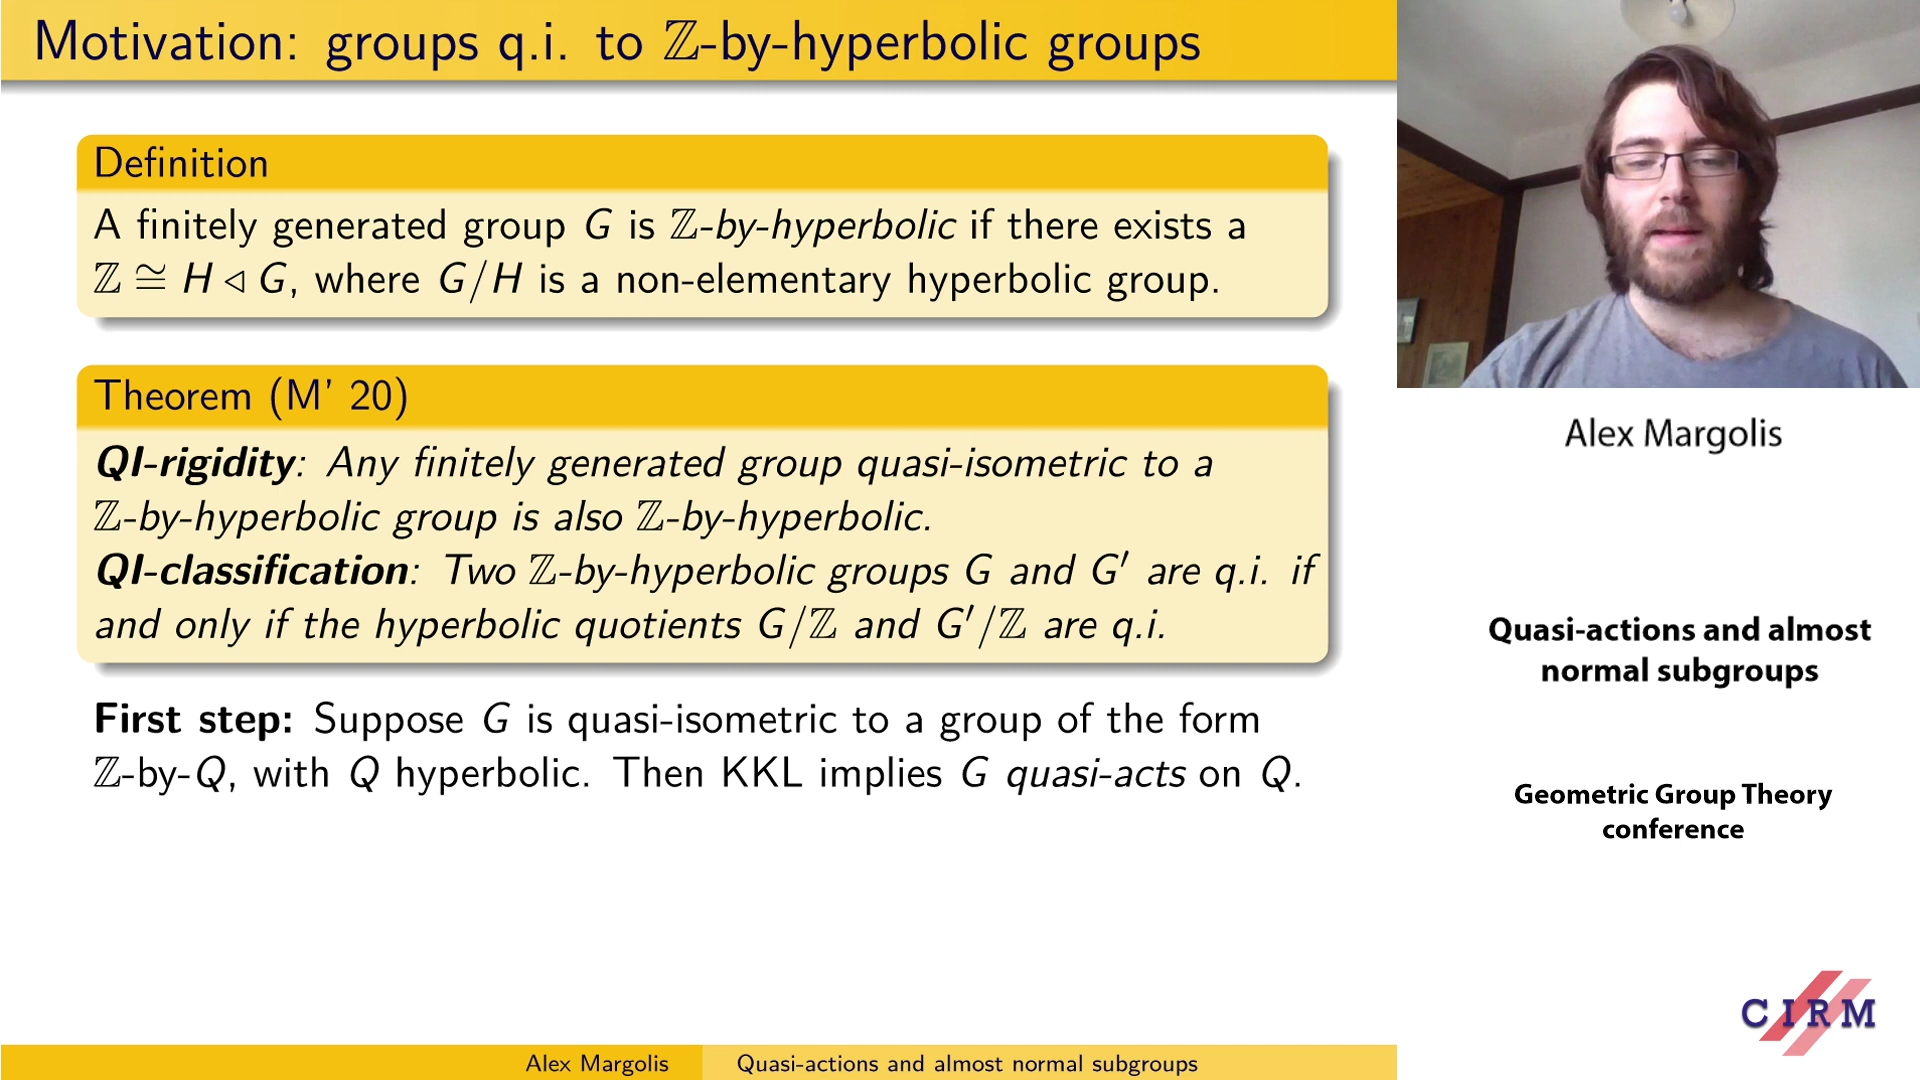 Motivation: groups q.i. to ℤ-by-hyperbolic groups
Definition
A finitely generated group G is ℤ-by-hyperbolic if there exists a
ℤ ≅ H ◁ G, where G/H is a non-elementary hyperbolic group.
Theorem (M' 20)
QI-rigidity: Any finitely generated group quasi-isometric to a
ℤ-by-hyperbolic group is also ℤ-by-hyperbolic.
QI-classification: Two ℤ-by-hyperbolic groups G and G′ are q.i. if
and only if the hyperbolic quotients G/ℤ and G′/ℤ are q.i.
First step: Suppose G is quasi-isometric to a group of the form
ℤ-by-Q, with Q hyperbolic. Then KKL implies G quasi-acts on Q.
Alex Margolis
Quasi-actions and almost normal subgroups
Alex Margolis
Quasi-actions and almost
normal subgroups
Geometric Group Theory
conference
CIRM